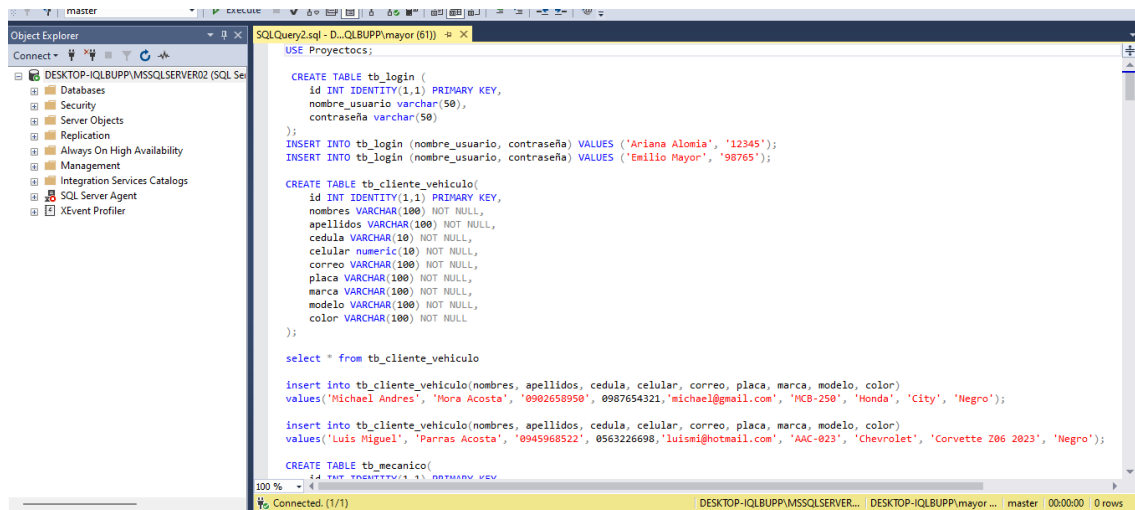 master
Execute
Object Explorer
SQLQuery2.sql - D...QLBUPP\mayor (61))
Connect
DESKTOP-IQLBUPP\MSSQLSERVER02 (SQL Ser
Databases
Security
Server Objects
Replication
Always On High Availability
Management
Integration Services Catalogs
SQL Server Agent
XEvent Profiler
USE Proyectocs;
CREATE TABLE tb_login (
id INT IDENTITY(1,1) PRIMARY KEY,
nombre_usuario varchar(50),
contraseña varchar(50)
);
INSERT INTO tb_login (nombre_usuario, contraseña) VALUES ('Ariana Alomia', '12345');
INSERT INTO tb_login (nombre_usuario, contraseña) VALUES ('Emilio Mayor', '98765');
CREATE TABLE tb_cliente_vehiculo(
id INT IDENTITY(1,1) PRIMARY KEY,
nombres VARCHAR(100) NOT NULL,
apellidos VARCHAR(100) NOT NULL,
cedula VARCHAR(10) NOT NULL,
celular numeric(10) NOT NULL,
correo VARCHAR(100) NOT NULL,
placa VARCHAR(100) NOT NULL,
marca VARCHAR(100) NOT NULL,
modelo VARCHAR(100) NOT NULL,
color VARCHAR(100) NOT NULL
);
select * from tb_cliente_vehiculo
insert into tb_cliente_vehiculo(nombres, apellidos, cedula, celular, correo, placa, marca, modelo, color)
values('Michael Andres', 'Mora Acosta', '0902658950', 0987654321,'michael@gmail.com', 'MCB-250', 'Honda', 'City', 'Negro');
insert into tb_cliente_vehiculo(nombres, apellidos, cedula, celular, correo, placa, marca, modelo, color)
values('Luis Miguel', 'Parras Acosta', '0945968522', 0563226698,'luismi@hotmail.com', 'AAC-023', 'Chevrolet', 'Corvette Z06 2023', 'Negro');
CREATE TABLE tb_mecanico(
id INT IDENTITY(1,1) PRIMARY KEY
100 %
Connected. (1/1)
DESKTOP-IQLBUPP\MSSQLSERVER... DESKTOP-IQLBUPP\mayor ... master 00:00:00 0 rows